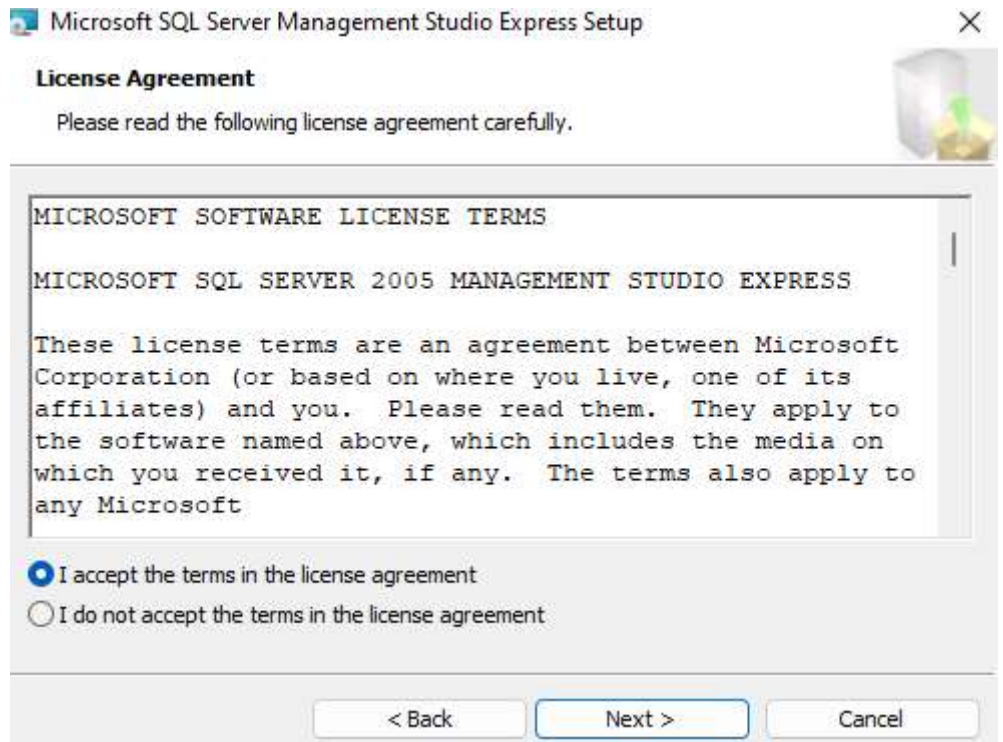 Microsoft SQL Server Management Studio Express Setup
License Agreement
Please read the following license agreement carefully.
MICROSOFT SOFTWARE LICENSE TERMS
MICROSOFT SQL SERVER 2005 MANAGEMENT STUDIO EXPRESS
These license terms are an agreement between Microsoft
Corporation (or based on where you live, one of its
affiliates) and you.  Please read them.  They apply to
the software named above, which includes the media on
which you received it, if any.  The terms also apply to
any Microsoft
I accept the terms in the license agreement
I do not accept the terms in the license agreement
< Back
Next >
Cancel